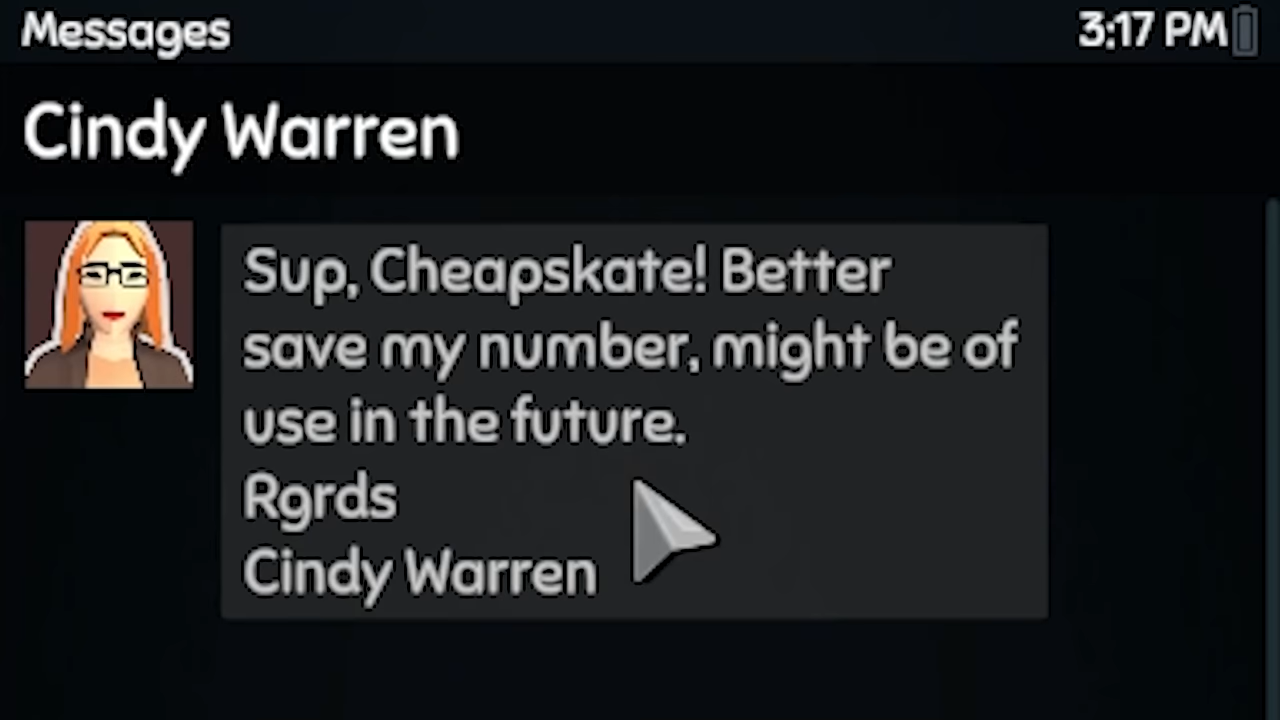 Messages
3:17 PM
Cindy Warren
Sup, Cheapskate! Better
save my number, might be of
use in the future.
Rgrds
Cindy Warren